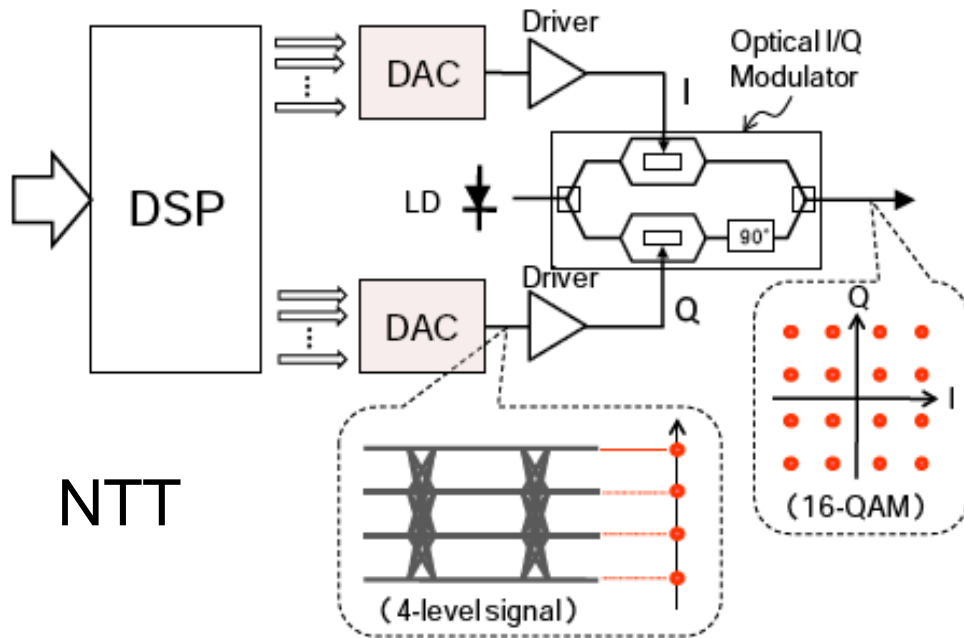 Driver
Optical I/Q
Modulator
DAC
I
DSP
LD
90°
Driver
DAC
Q
Q
I
(16-QAM)
NTT
(4-level signal)